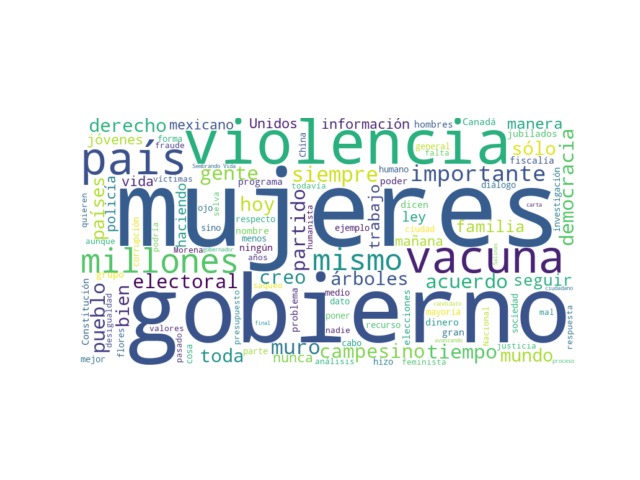 derecho mexicano Unidos información hombres Canadá manera
jóvenes forma fraude violencia China general falta sólo jubilados fiscalía
país Sembrando Vida gente siempre importante
vida víctimas programa todavía humano poder diálogo investigación democracia
quieren países policía haciendo ojo selva hoy partido humanista trabajo dicen ley familia
mujeres
aunque podría sino respecto nombre menos ejemplo ciudad mañana
corrupción Morena gobernador ningún años
millones creo mismo vacuna
grupo electoral saqueo árboles acuerdo seguir
Constitución pueblo desigualdad bien flores presupuesto problema medio dato poner nadie elecciones candidato mayoría Nacional sociedad ciudadano mal respuesta
gobierno
valores pasado final recurso dinero gran avanzando justicia carta
cosa toda parte muro nunca análisis cabo campesino hizo tiempo feminista mundo proceso
mejor